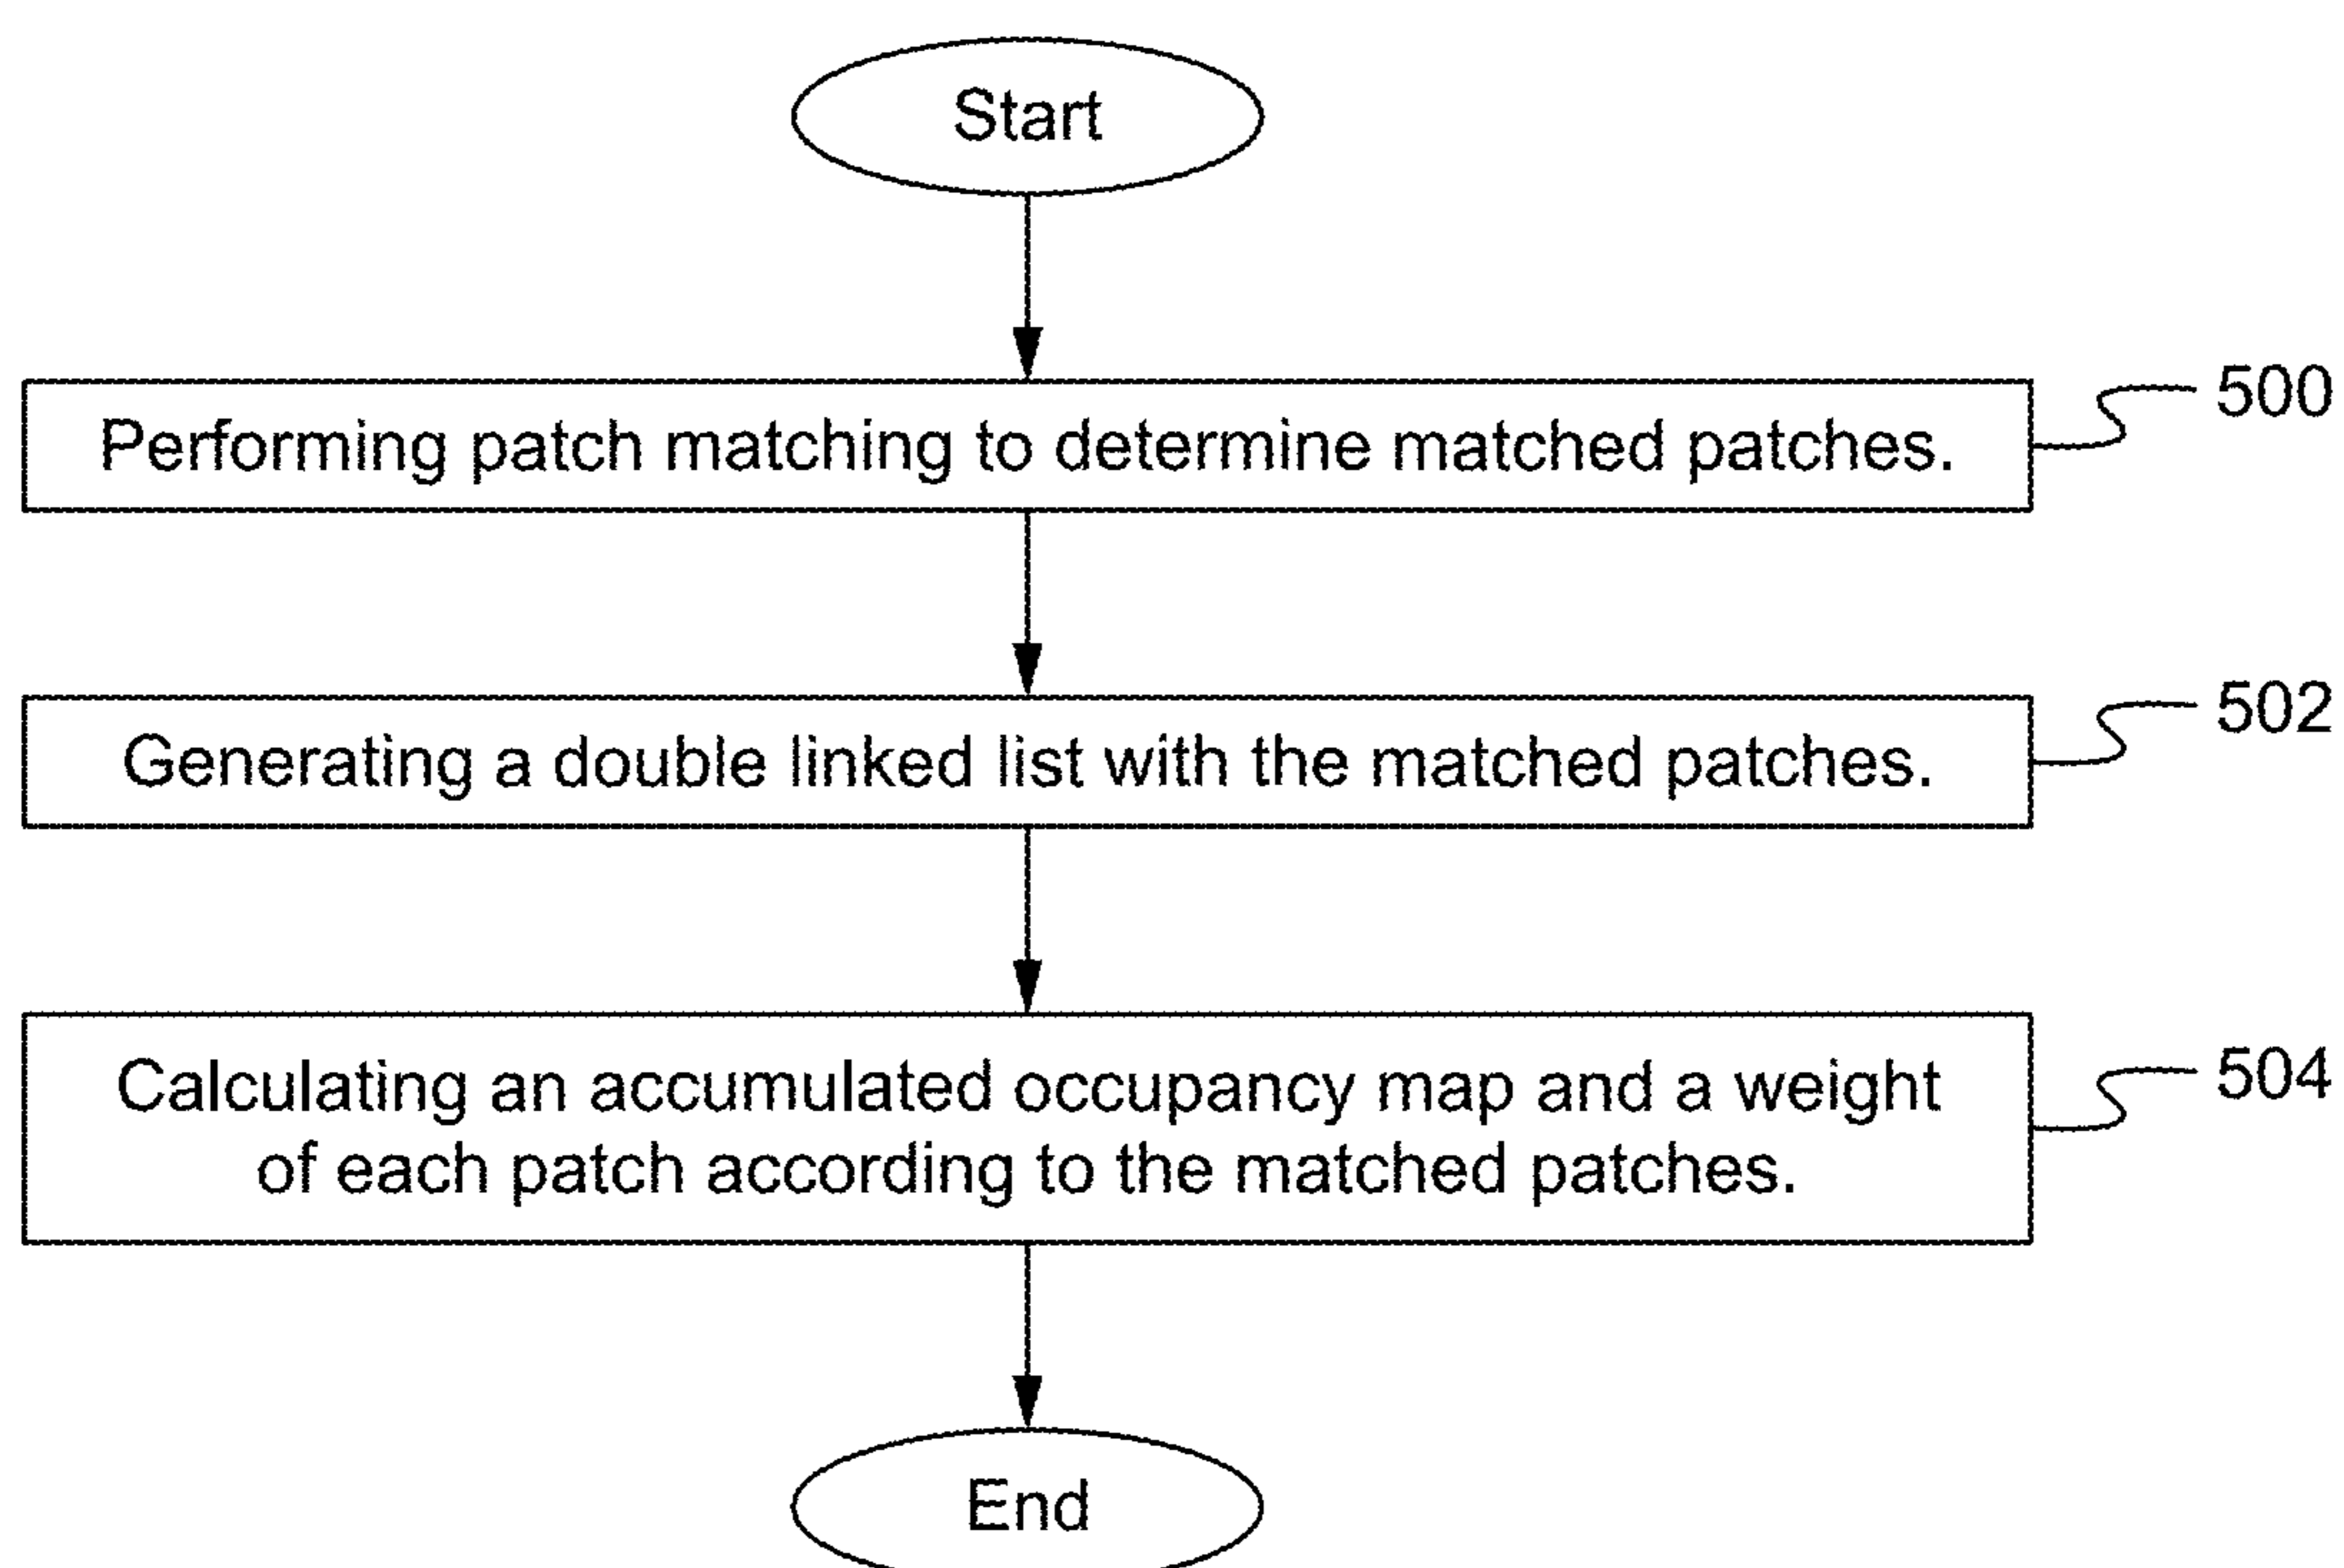 Start
Performing patch matching to determine matched patches.
500
Generating a double linked list with the matched patches.
502
Calculating an accumulated occupancy map and a weight
of each patch according to the matched patches.
504
End